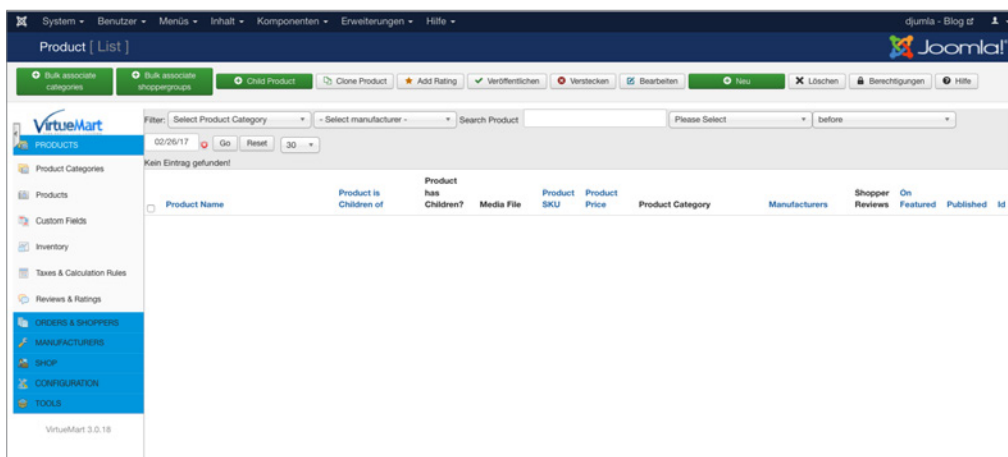 System Benutzer Menüs Inhalt Komponenten Erweiterungen Hilfe djumla - Blog
Product [ List ] Joomla!
Bulk associate categories Bulk associate shoppergroups Child Product Clone Product Add Rating Veröffentlichen Verstecken Bearbeiten Neu Löschen Berechtigungen Hilfe
VirtueMart
Filter: Select Product Category - Select manufacturer - Search Product Please Select before
02/26/17 Go Reset 30
Kein Eintrag gefunden!
Product Name Product is Children of Product has Children? Media File Product SKU Product Price Product Category Manufacturers Shopper Reviews On Featured Published Id
PRODUCTS
Product Categories
Products
Custom Fields
Inventory
Taxes & Calculation Rules
Reviews & Ratings
ORDERS & SHOPPERS
MANUFACTURERS
SHOP
CONFIGURATION
TOOLS
VirtueMart 3.0.18